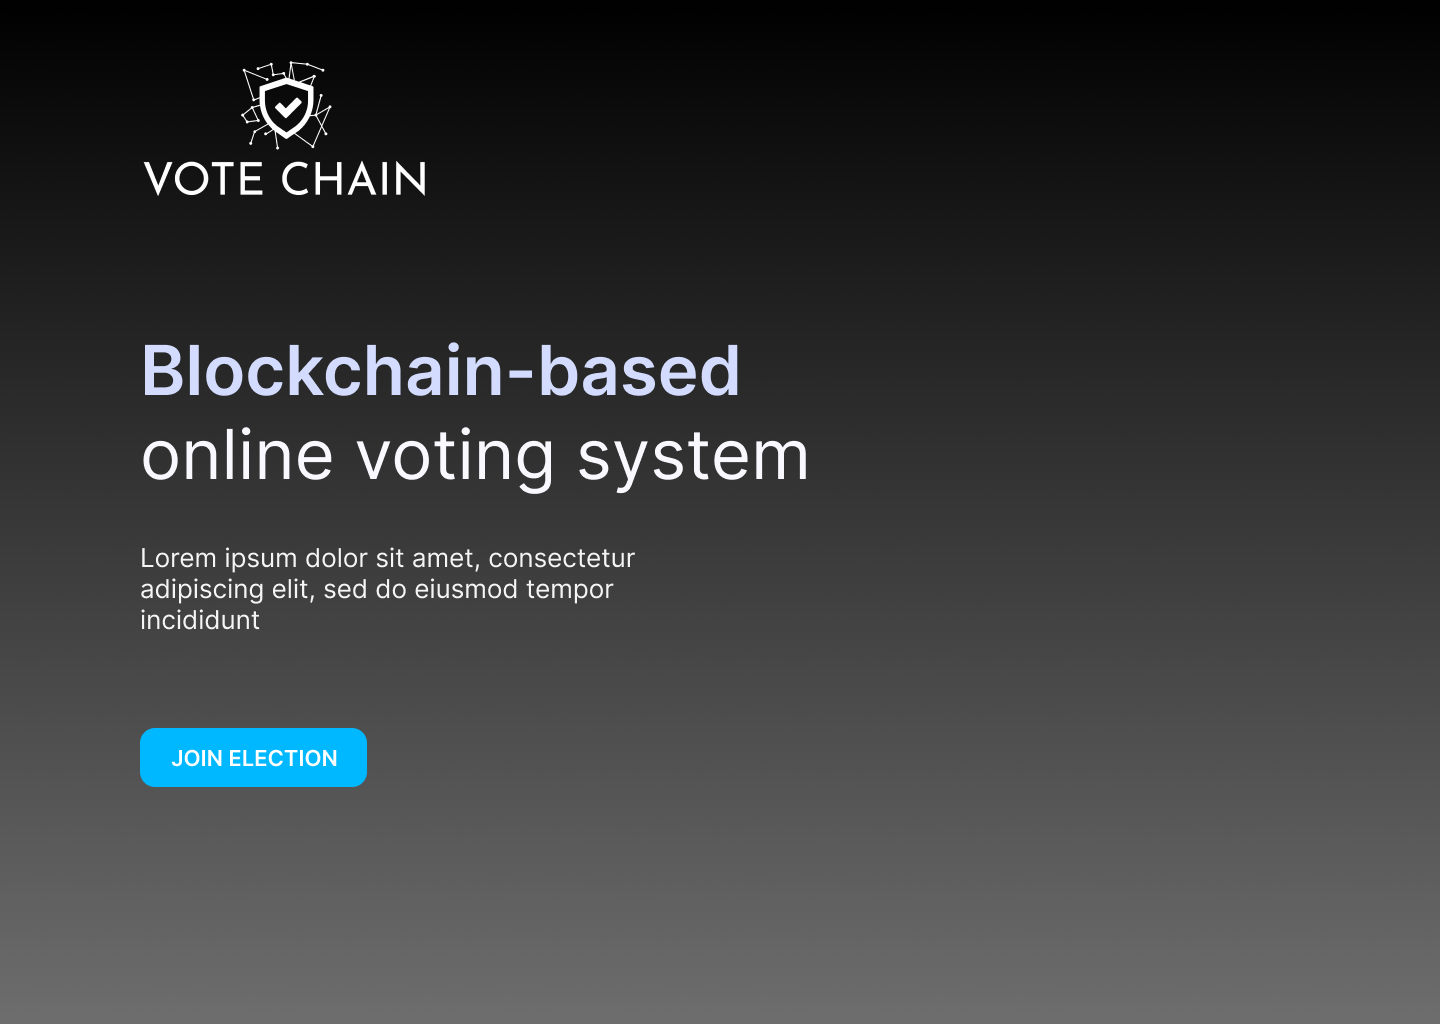 VOTE CHAIN
Blockchain-based
online voting system
Lorem ipsum dolor sit amet, consectetur
adipiscing elit, sed do eiusmod tempor
incididunt
JOIN ELECTION